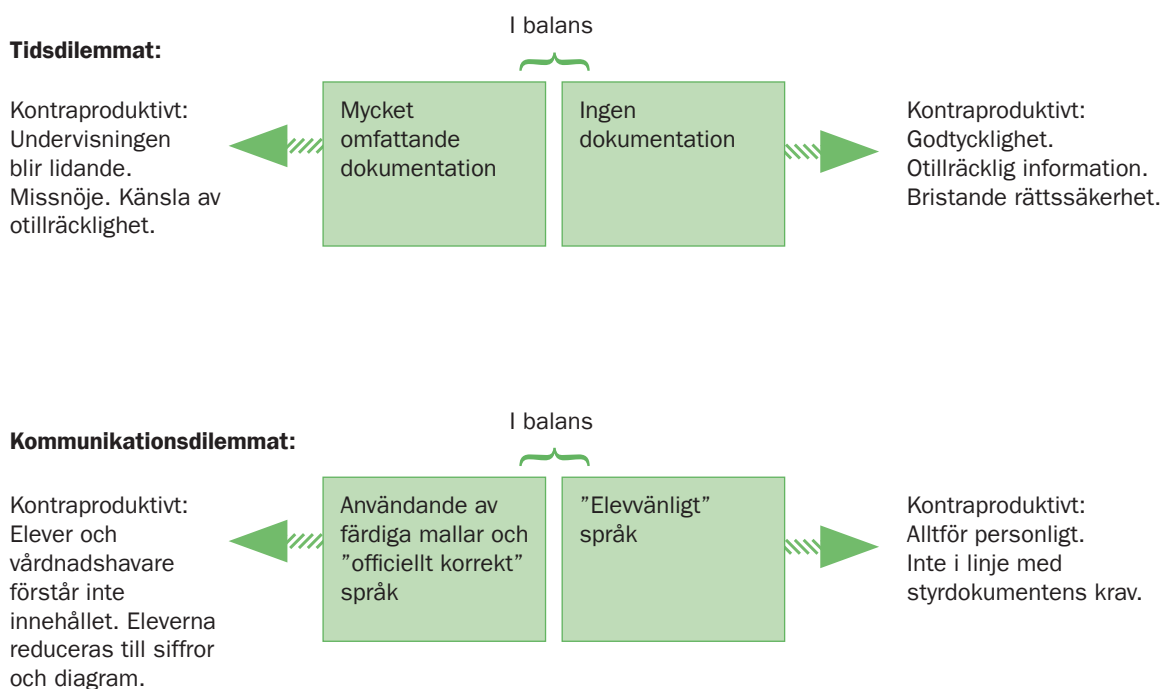 I balans
Tidsdilemmat:
Kontraproduktivt:
Undervisningen
blir lidande.
Missnöje. Känsla av
otillräcklighet.
Mycket
omfattande
dokumentation
Ingen
dokumentation
Kontraproduktivt:
Godtycklighet.
Otillräcklig information.
Bristande rättssäkerhet.
I balans
Kommunikationsdilemmat:
Kontraproduktivt:
Elever och
vårdnadshavare
förstår inte
innehållet. Eleverna
reduceras till siffror
och diagram.
Användande av
färdiga mallar och
”officiellt korrekt”
språk
”Elevvänligt”
språk
Kontraproduktivt:
Alltför personligt.
Inte i linje med
styrdokumentens krav.